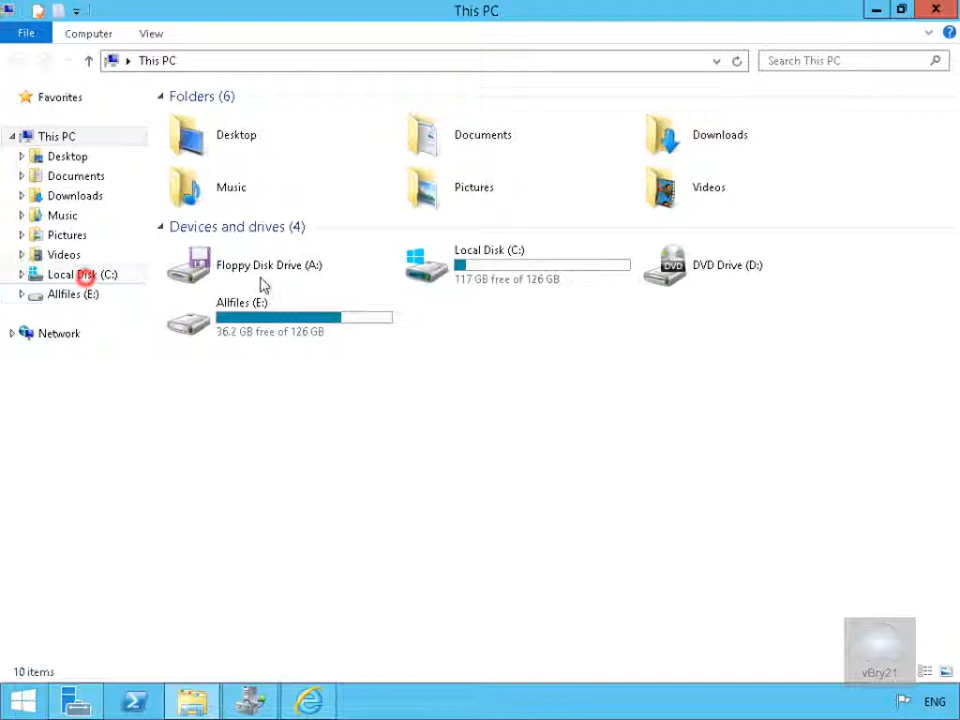 This PC
File
Computer
View
This PC
Search This PC
Favorites
This PC
Desktop
Documents
Downloads
Music
Pictures
Videos
Local Disk (C:)
Allfiles (E:)
Network
Folders (6)
Desktop
Documents
Downloads
Music
Pictures
Videos
Devices and drives (4)
Floppy Disk Drive (A:)
Local Disk (C:)
117 GB free of 126 GB
DVD Drive (D:)
DVD
Allfiles (E:)
36.2 GB free of 126 GB
10 items
vBry21
ENG